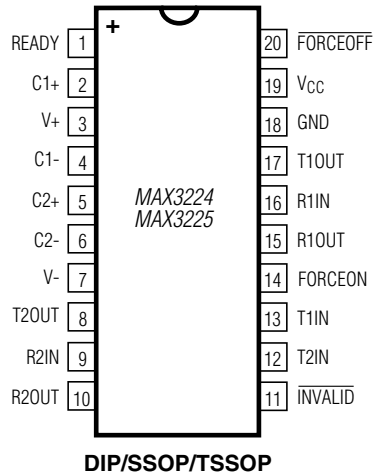 +
READY 1
C1+ 2
V+ 3
C1- 4
C2+ 5
C2- 6
V- 7
T2OUT 8
R2IN 9
R2OUT 10
MAX3224
MAX3225
20 FORCEOFF
19 VCC
18 GND
17 T1OUT
16 R1IN
15 R1OUT
14 FORCEON
13 T1IN
12 T2IN
11 INVALID
DIP/SSOP/TSSOP